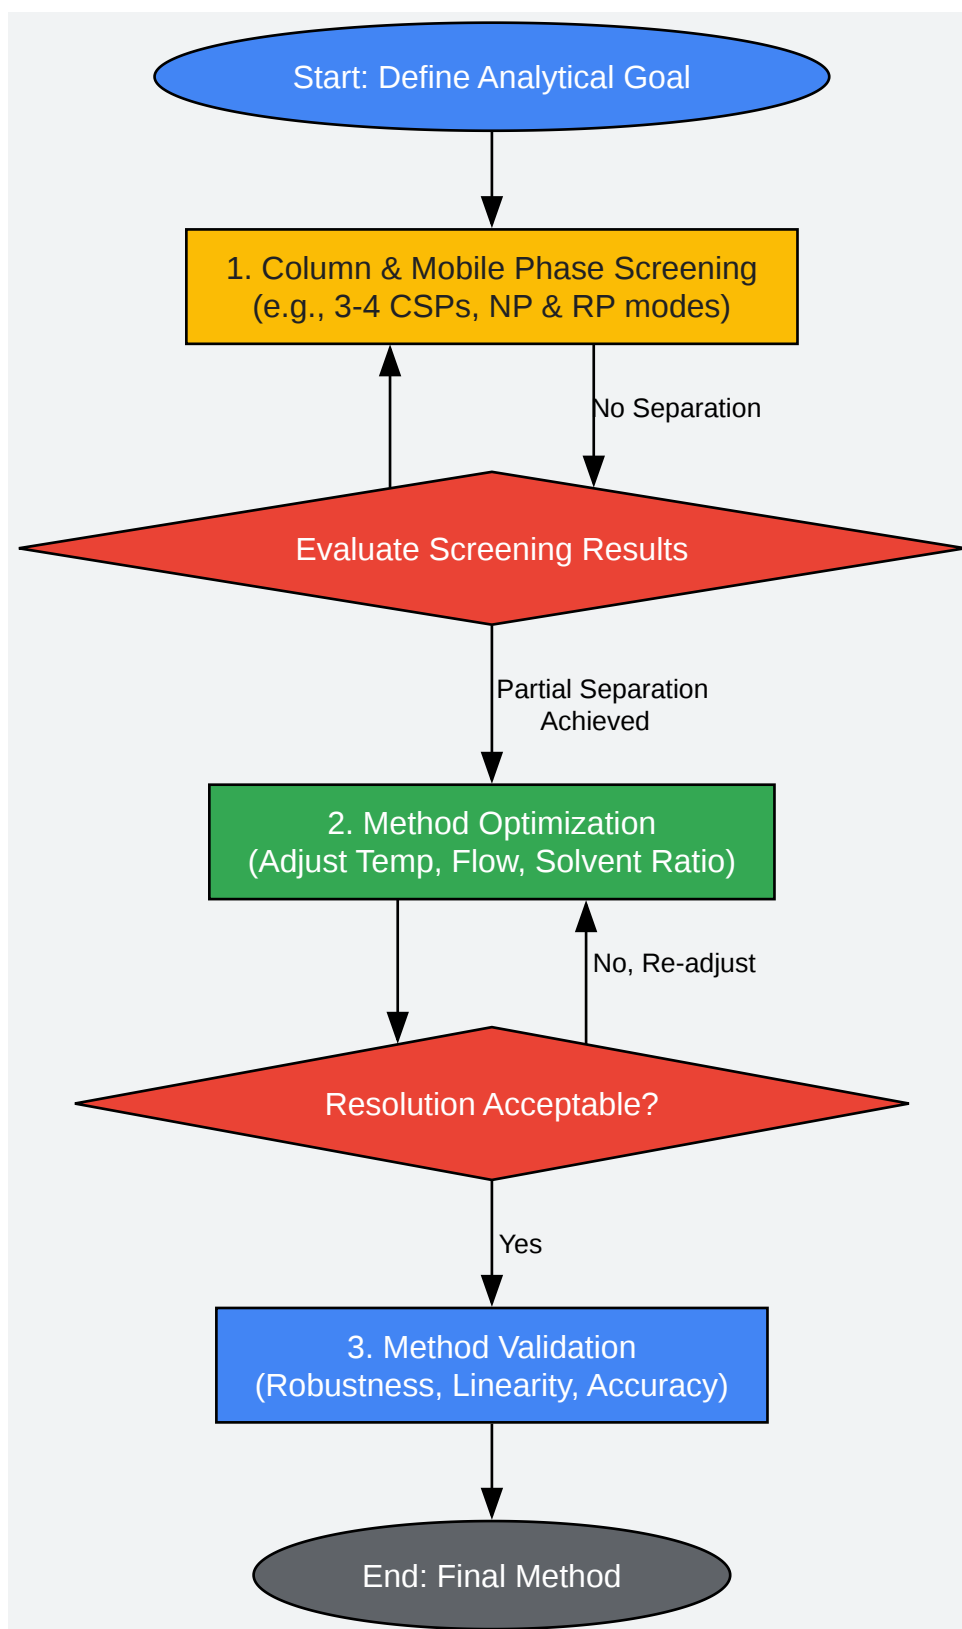 Start: Define Analytical Goal
1. Column & Mobile Phase Screening
(e.g., 3-4 CSPs, NP & RP modes)
No Separation
Evaluate Screening Results
Partial Separation
Achieved
2. Method Optimization
(Adjust Temp, Flow, Solvent Ratio)
No, Re-adjust
Resolution Acceptable?
Yes
3. Method Validation
(Robustness, Linearity, Accuracy)
End: Final Method